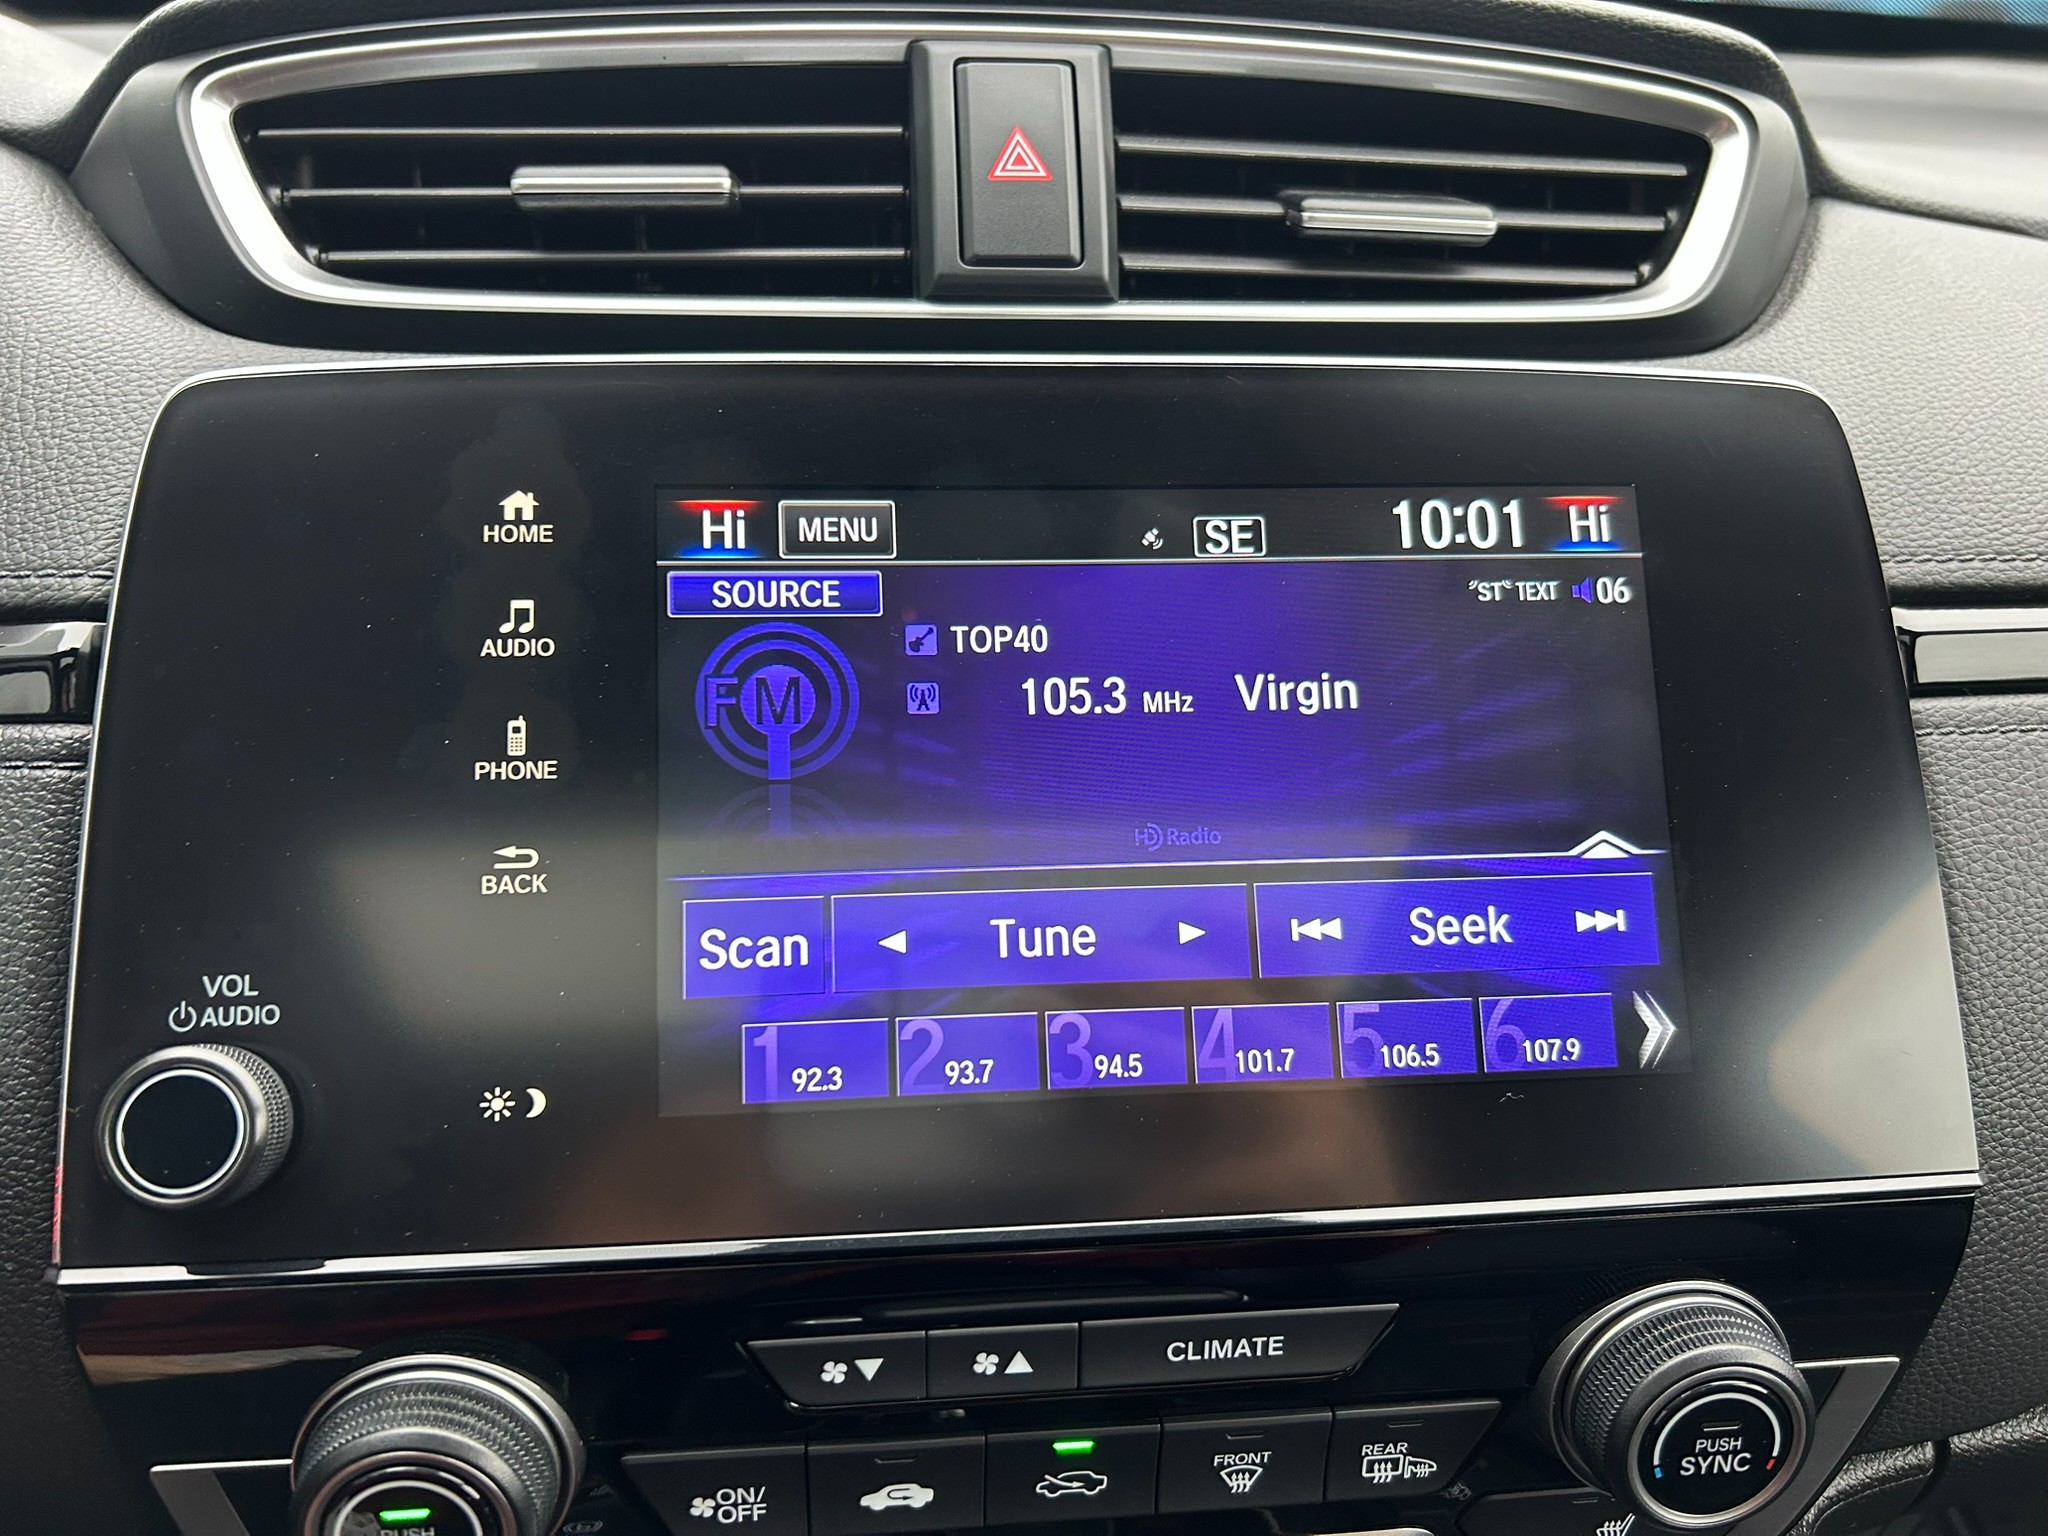 HOME
AUDIO
PHONE
BACK
VOL
AUDIO
Hi MENU SE 10:01 Hi
SOURCE "ST" TEXT 06
FM
TOP40
105.3 MHz Virgin
HD Radio
Scan Tune Seek
1 92.3 2 93.7 3 94.5 4 101.7 5 106.5 6 107.9
CLIMATE
ON/
OFF
FRONT
REAR
PUSH
SYNC
PUSH